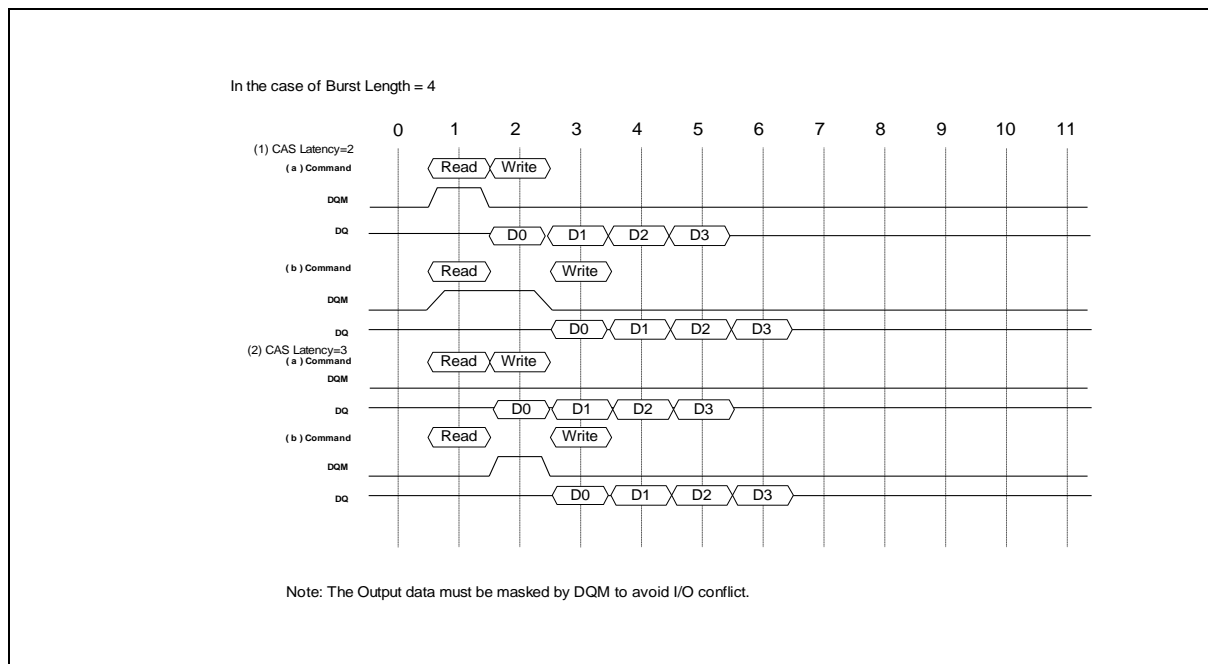 In the case of Burst Length = 4
0 1 2 3 4 5 6 7 8 9 10 11
(1) CAS Latency=2
( a ) Command Read Write
DQM
DQ D0 D1 D2 D3
( b ) Command Read Write
DQM
DQ D0 D1 D2 D3
(2) CAS Latency=3
( a ) Command Read Write
DQM
DQ D0 D1 D2 D3
( b ) Command Read Write
DQM
DQ D0 D1 D2 D3
Note: The Output data must be masked by DQM to avoid I/O conflict.